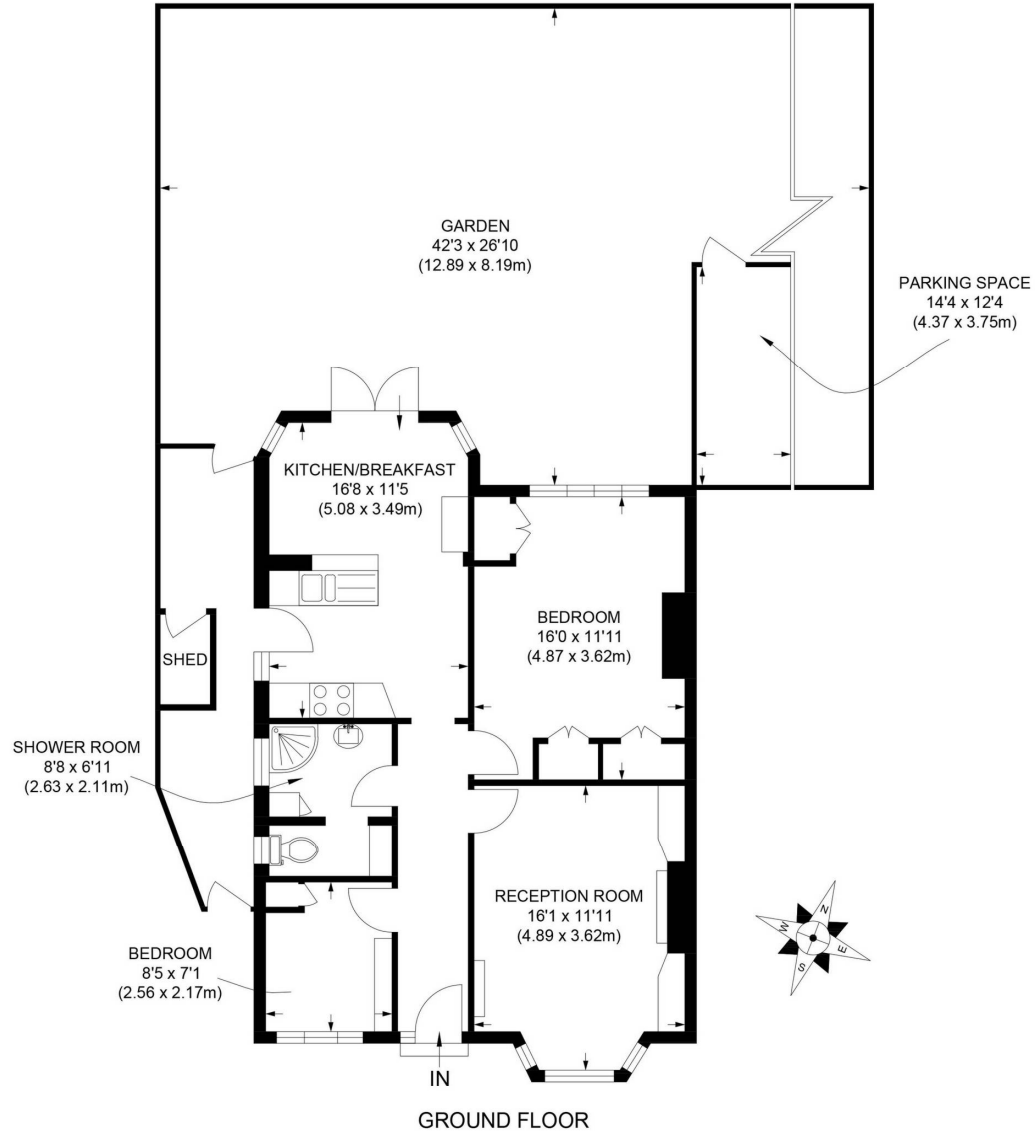 GARDEN
42'3 x 26'10
(12.89 x 8.19m)
PARKING SPACE
14'4 x 12'4
(4.37 x 3.75m)
KITCHEN/BREAKFAST
16'8 x 11'5
(5.08 x 3.49m)
BEDROOM
16'0 x 11'11
(4.87 x 3.62m)
SHED
SHOWER ROOM
8'8 x 6'11
(2.63 x 2.11m)
RECEPTION ROOM
16'1 x 11'11
(4.89 x 3.62m)
BEDROOM
8'5 x 7'1
(2.56 x 2.17m)
N
W
E
S
IN
GROUND FLOOR